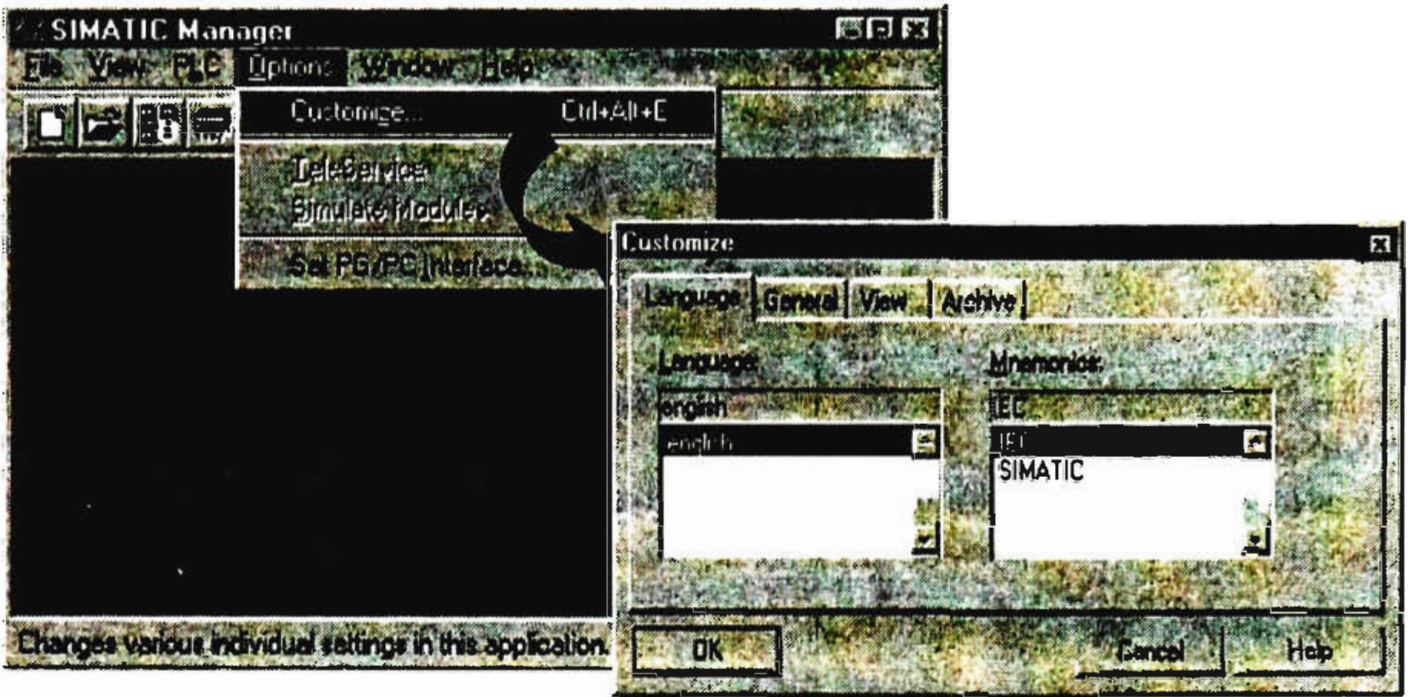 SIMATIC Manager
File View PLC Options Window Help
Customize... Ctrl+Alt+E
TeleService
Simulate Modules
Set PG/PC Interface...
Changes various individual settings in this application.
Customize
Language General View Archive
Language: Mnemonics:
english IEC
english IEC
SIMATIC
OK Cancel Help